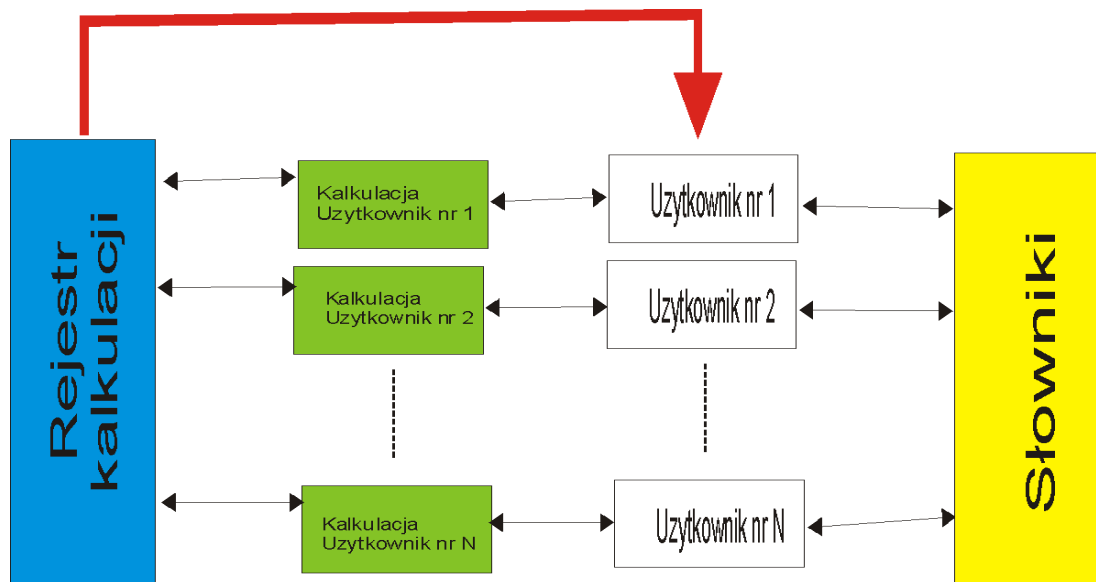 Rejestr
kalkulacji
Kalkulacja
Uzytkownik nr 1
Uzytkownik nr 1
Kalkulacja
Uzytkownik nr 2
Uzytkownik nr 2
Kalkulacja
Uzytkownik nr N
Uzytkownik nr N
Słowniki